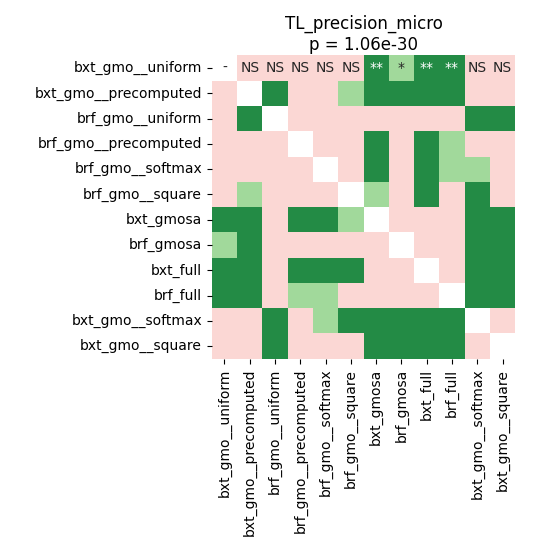 TL_precision_micro
p = 1.06e-30
bxt_gmo__uniform
- NS NS NS NS NS ** * ** ** NS NS
bxt_gmo__precomputed
brf_gmo__uniform
brf_gmo__precomputed
brf_gmo__softmax
brf_gmo__square
bxt_gmosa
brf_gmosa
bxt_full
brf_full
bxt_gmo__softmax
bxt_gmo__square
bxt_gmo__uniform
bxt_gmo__precomputed
brf_gmo__uniform
brf_gmo__precomputed
brf_gmo__softmax
brf_gmo__square
bxt_gmosa
brf_gmosa
bxt_full
brf_full
bxt_gmo__softmax
bxt_gmo__square